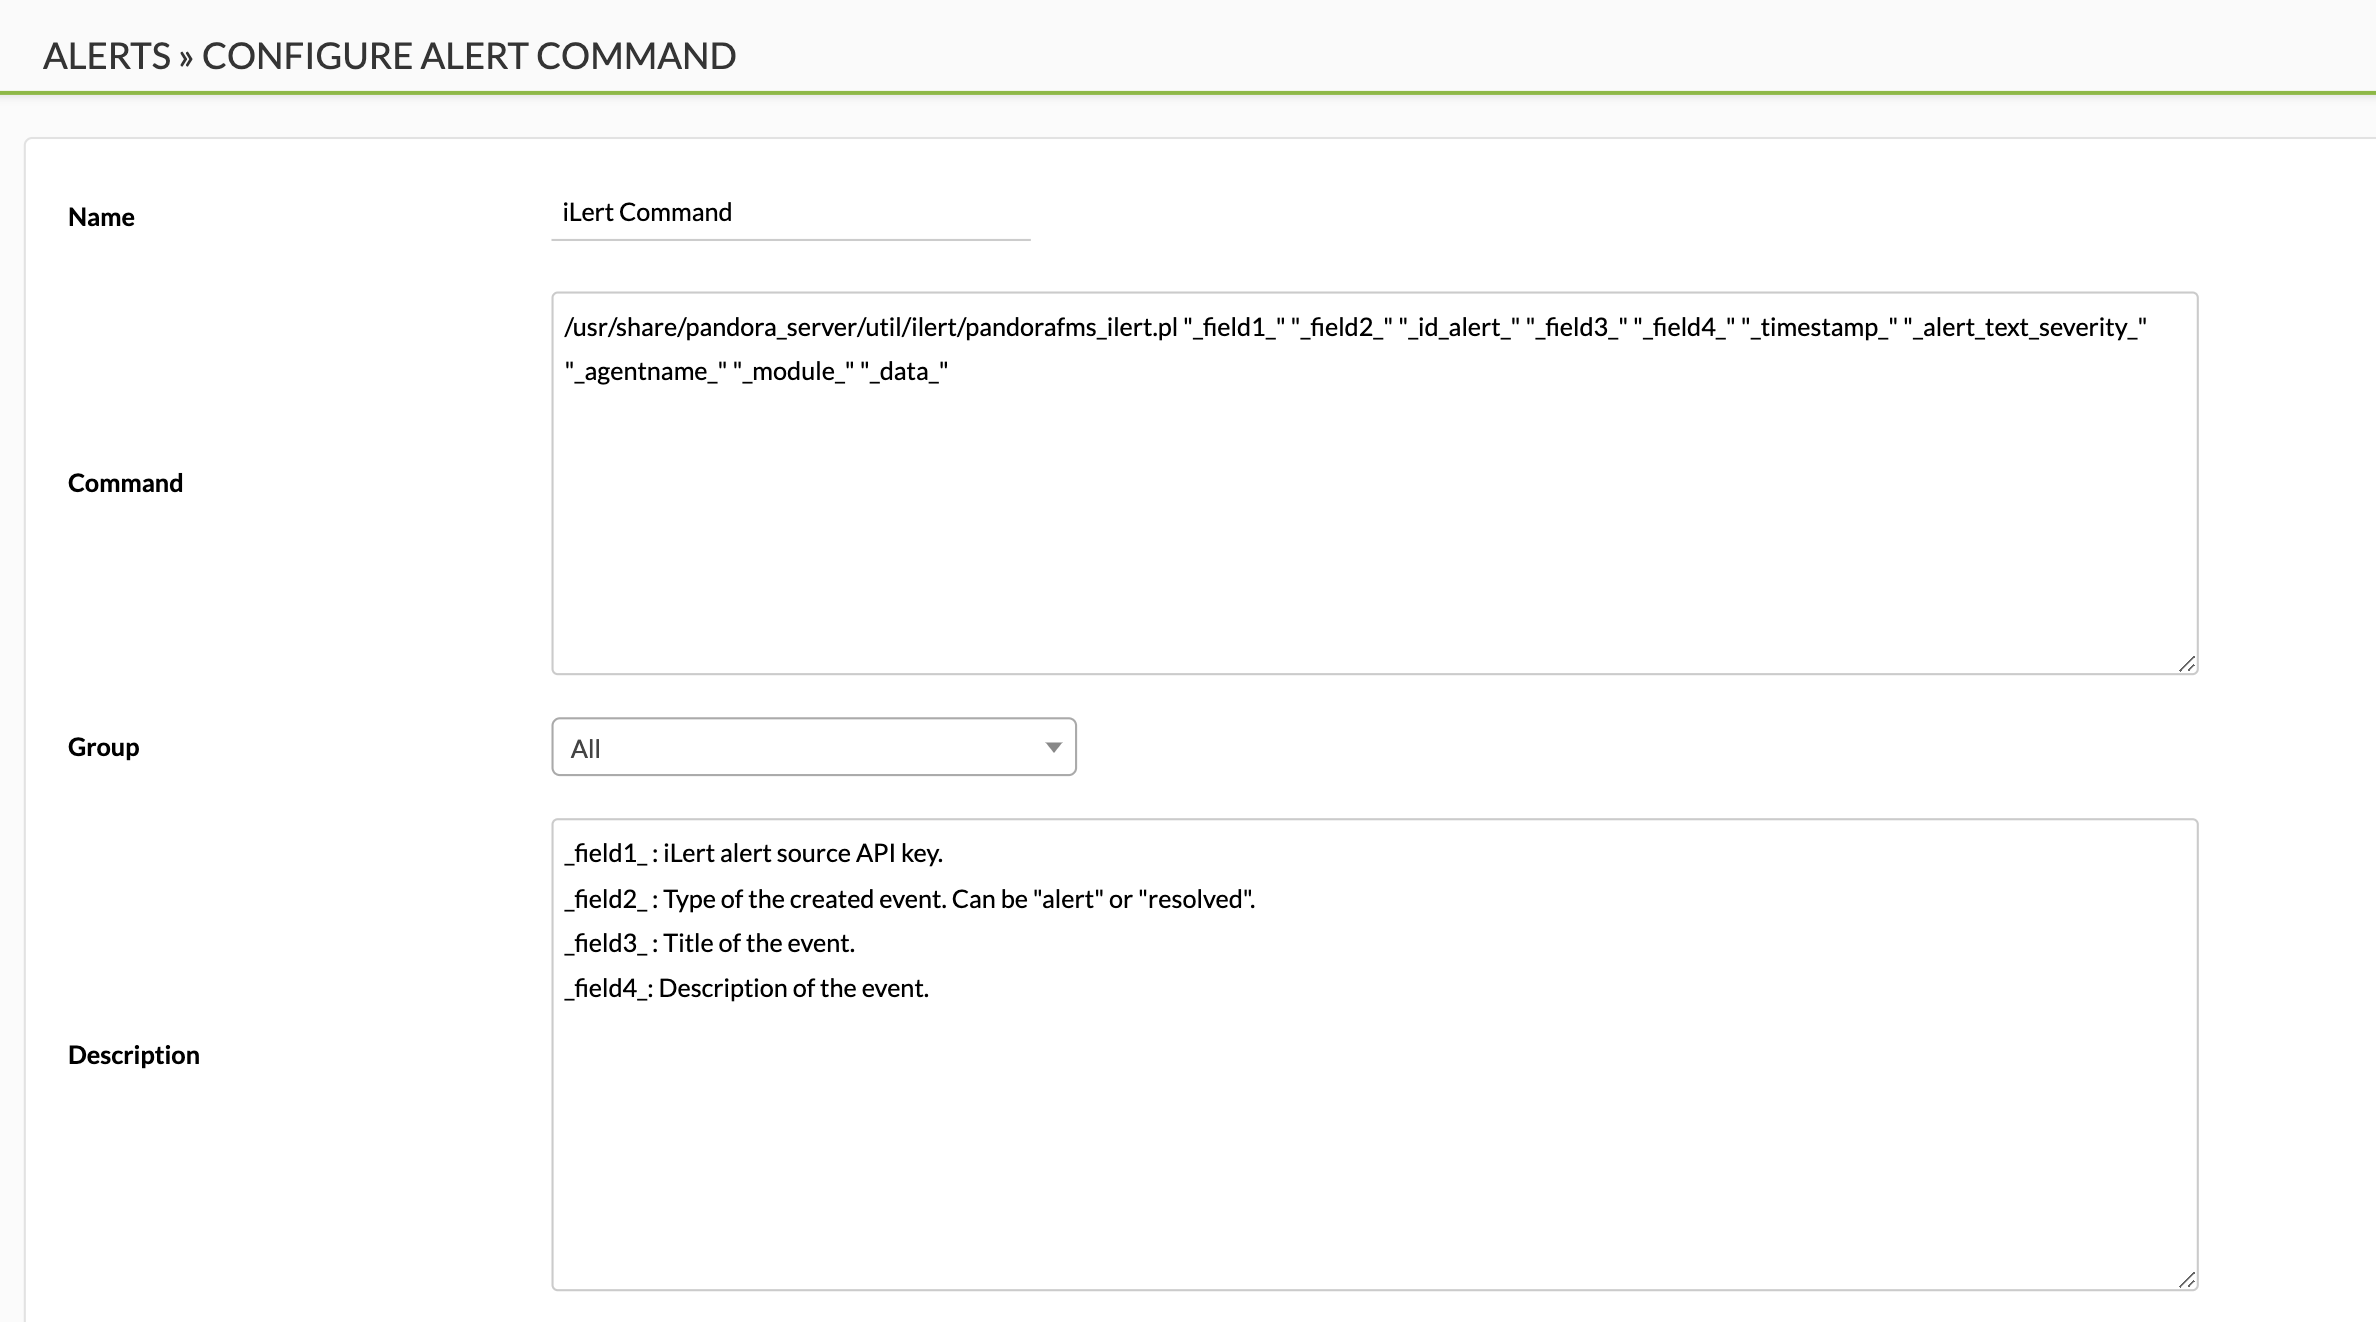 ALERTS » CONFIGURE ALERT COMMAND
Name
iLert Command
Command
/usr/share/pandora_server/util/ilert/pandorafms_ilert.pl "_field1_" "_field2_" "_id_alert_" "_field3_" "_field4_" "_timestamp_" "_alert_text_severity_"
"_agentname_" "_module_" "_data_"
Group
All
Description
_field1_ : iLert alert source API key.
_field2_ : Type of the created event. Can be "alert" or "resolved".
_field3_ : Title of the event.
_field4_: Description of the event.